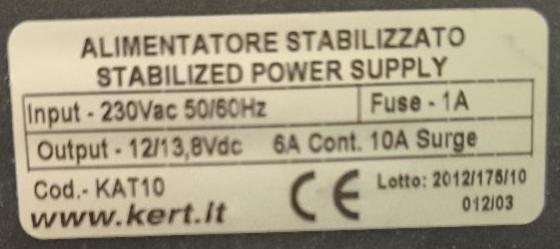 ALIMENTATORE STABILIZZATO
STABILIZED POWER SUPPLY
Input - 230Vac 50/60Hz Fuse - 1A
Output - 12/13,8Vdc 6A Cont. 10A Surge
Cod.- KAT10 CE Lotto: 2012/175/10
www.kert.it 012/03